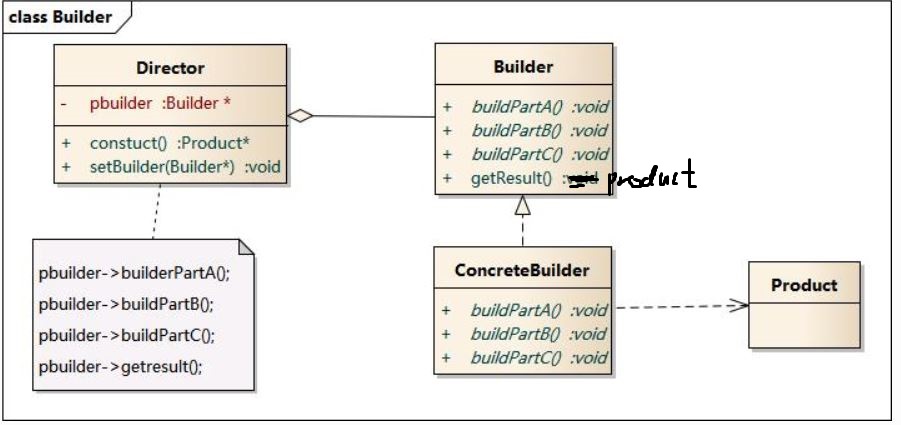 class Builder
Director
- pbuilder :Builder *
+ constuct() :Product*
+ setBuilder(Builder*) :void
Builder
+ buildPartA() :void
+ buildPartB() :void
+ buildPartC() :void
+ getResult() :void product
pbuilder->builderPartA();
pbuilder->buildPartB();
pbuilder->buildPartC();
pbuilder->getresult();
ConcreteBuilder
+ buildPartA() :void
+ buildPartB() :void
+ buildPartC() :void
Product